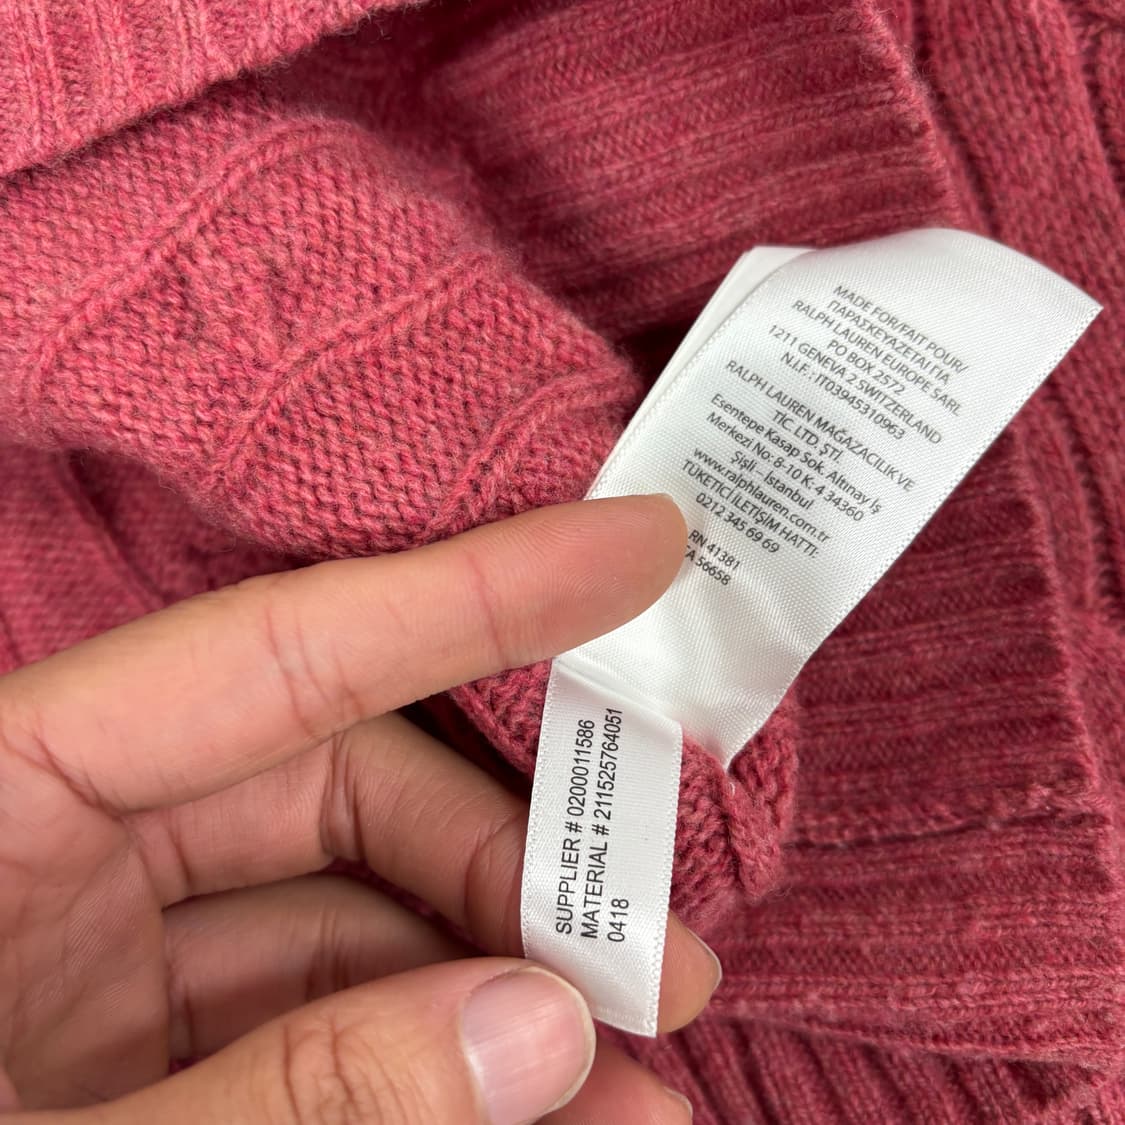 MADE FOR/FAIT POUR/
ΠΑΡΑΣΚΕΥΑΖΕΤΑΙ ΓΙΑ
RALPH LAUREN EUROPE SARL
PO BOX 2572
1211 GENEVA 2 SWITZERLAND
N.I.F.: IT03945310963
RALPH LAUREN MAĞAZACILIK VE
TİC. LTD. ŞTİ.
Esentepe Kasap Sok. Altınay İş
Merkezi No: 8-10 K: 4 34360
Şişli - İstanbul
www.ralphlauren.com.tr
TÜKETİCİ İLETİŞİM HATTI:
0212 345 69 69
RN 41381
CA 56658
SUPPLIER # 0200011586
MATERIAL # 211525764051
0418